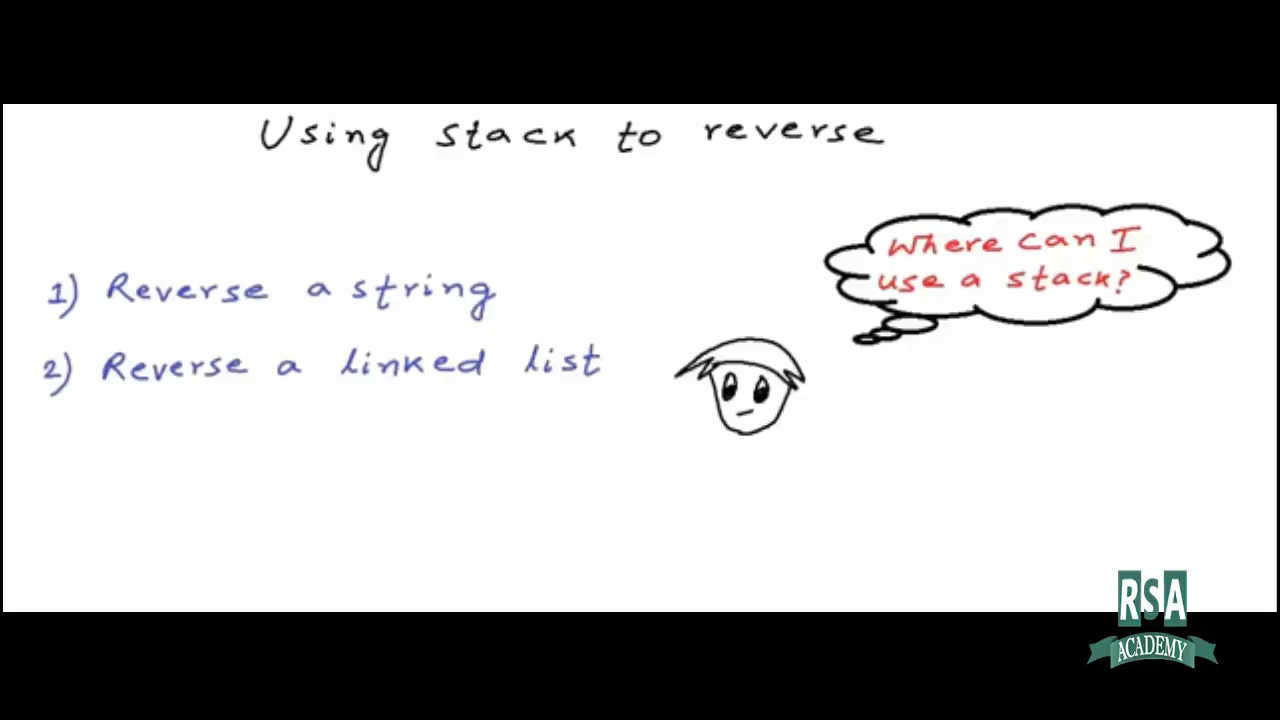 Using stack to reverse
Where can I
use a stack?
1) Reverse a string
2) Reverse a linked list
RSA
ACADEMY